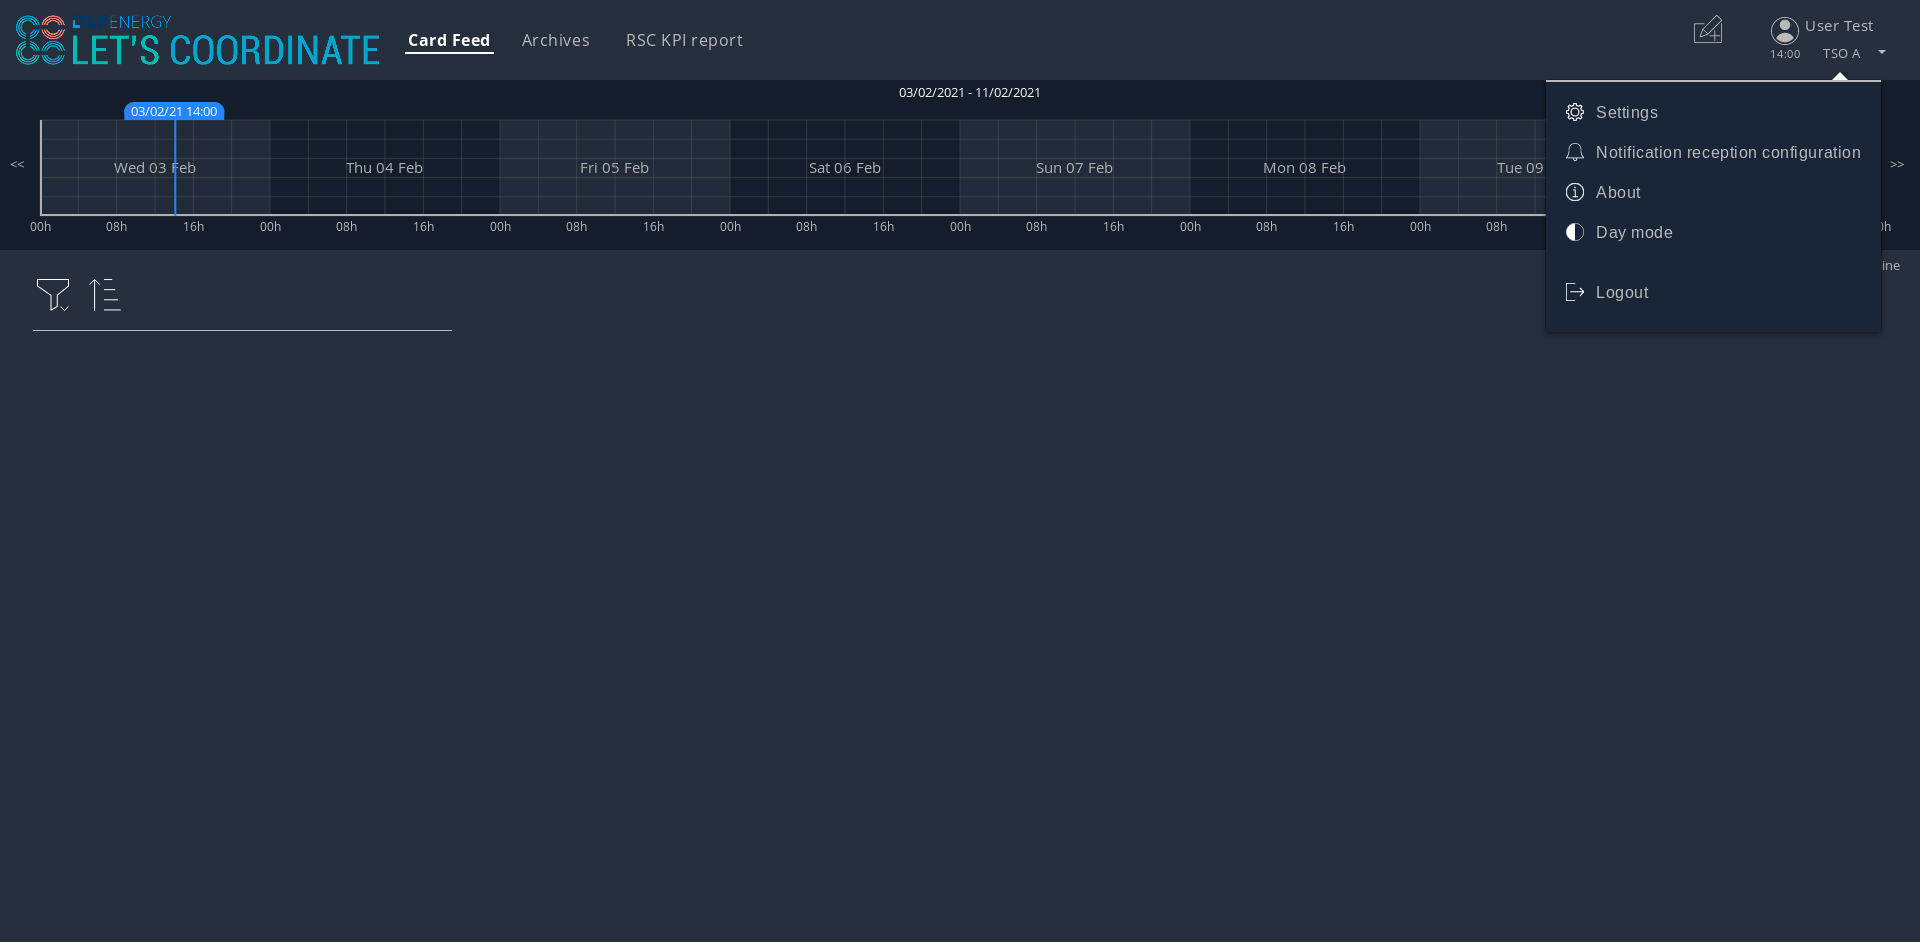 ENERGY
LET'S COORDINATE
Card Feed
Archives
RSC KPI report
User Test
14:00
TSO A
03/02/2021 - 11/02/2021
03/02/21 14:00
<<
Wed 03 Feb
Thu 04 Feb
Fri 05 Feb
Sat 06 Feb
Sun 07 Feb
Mon 08 Feb
Tue 09
>>
00h 08h 16h 00h 08h 16h 00h 08h 16h 00h 08h 16h 00h 08h 16h 00h 08h 16h 00h 08h 0h
ine
Settings
Notification reception configuration
About
Day mode
Logout